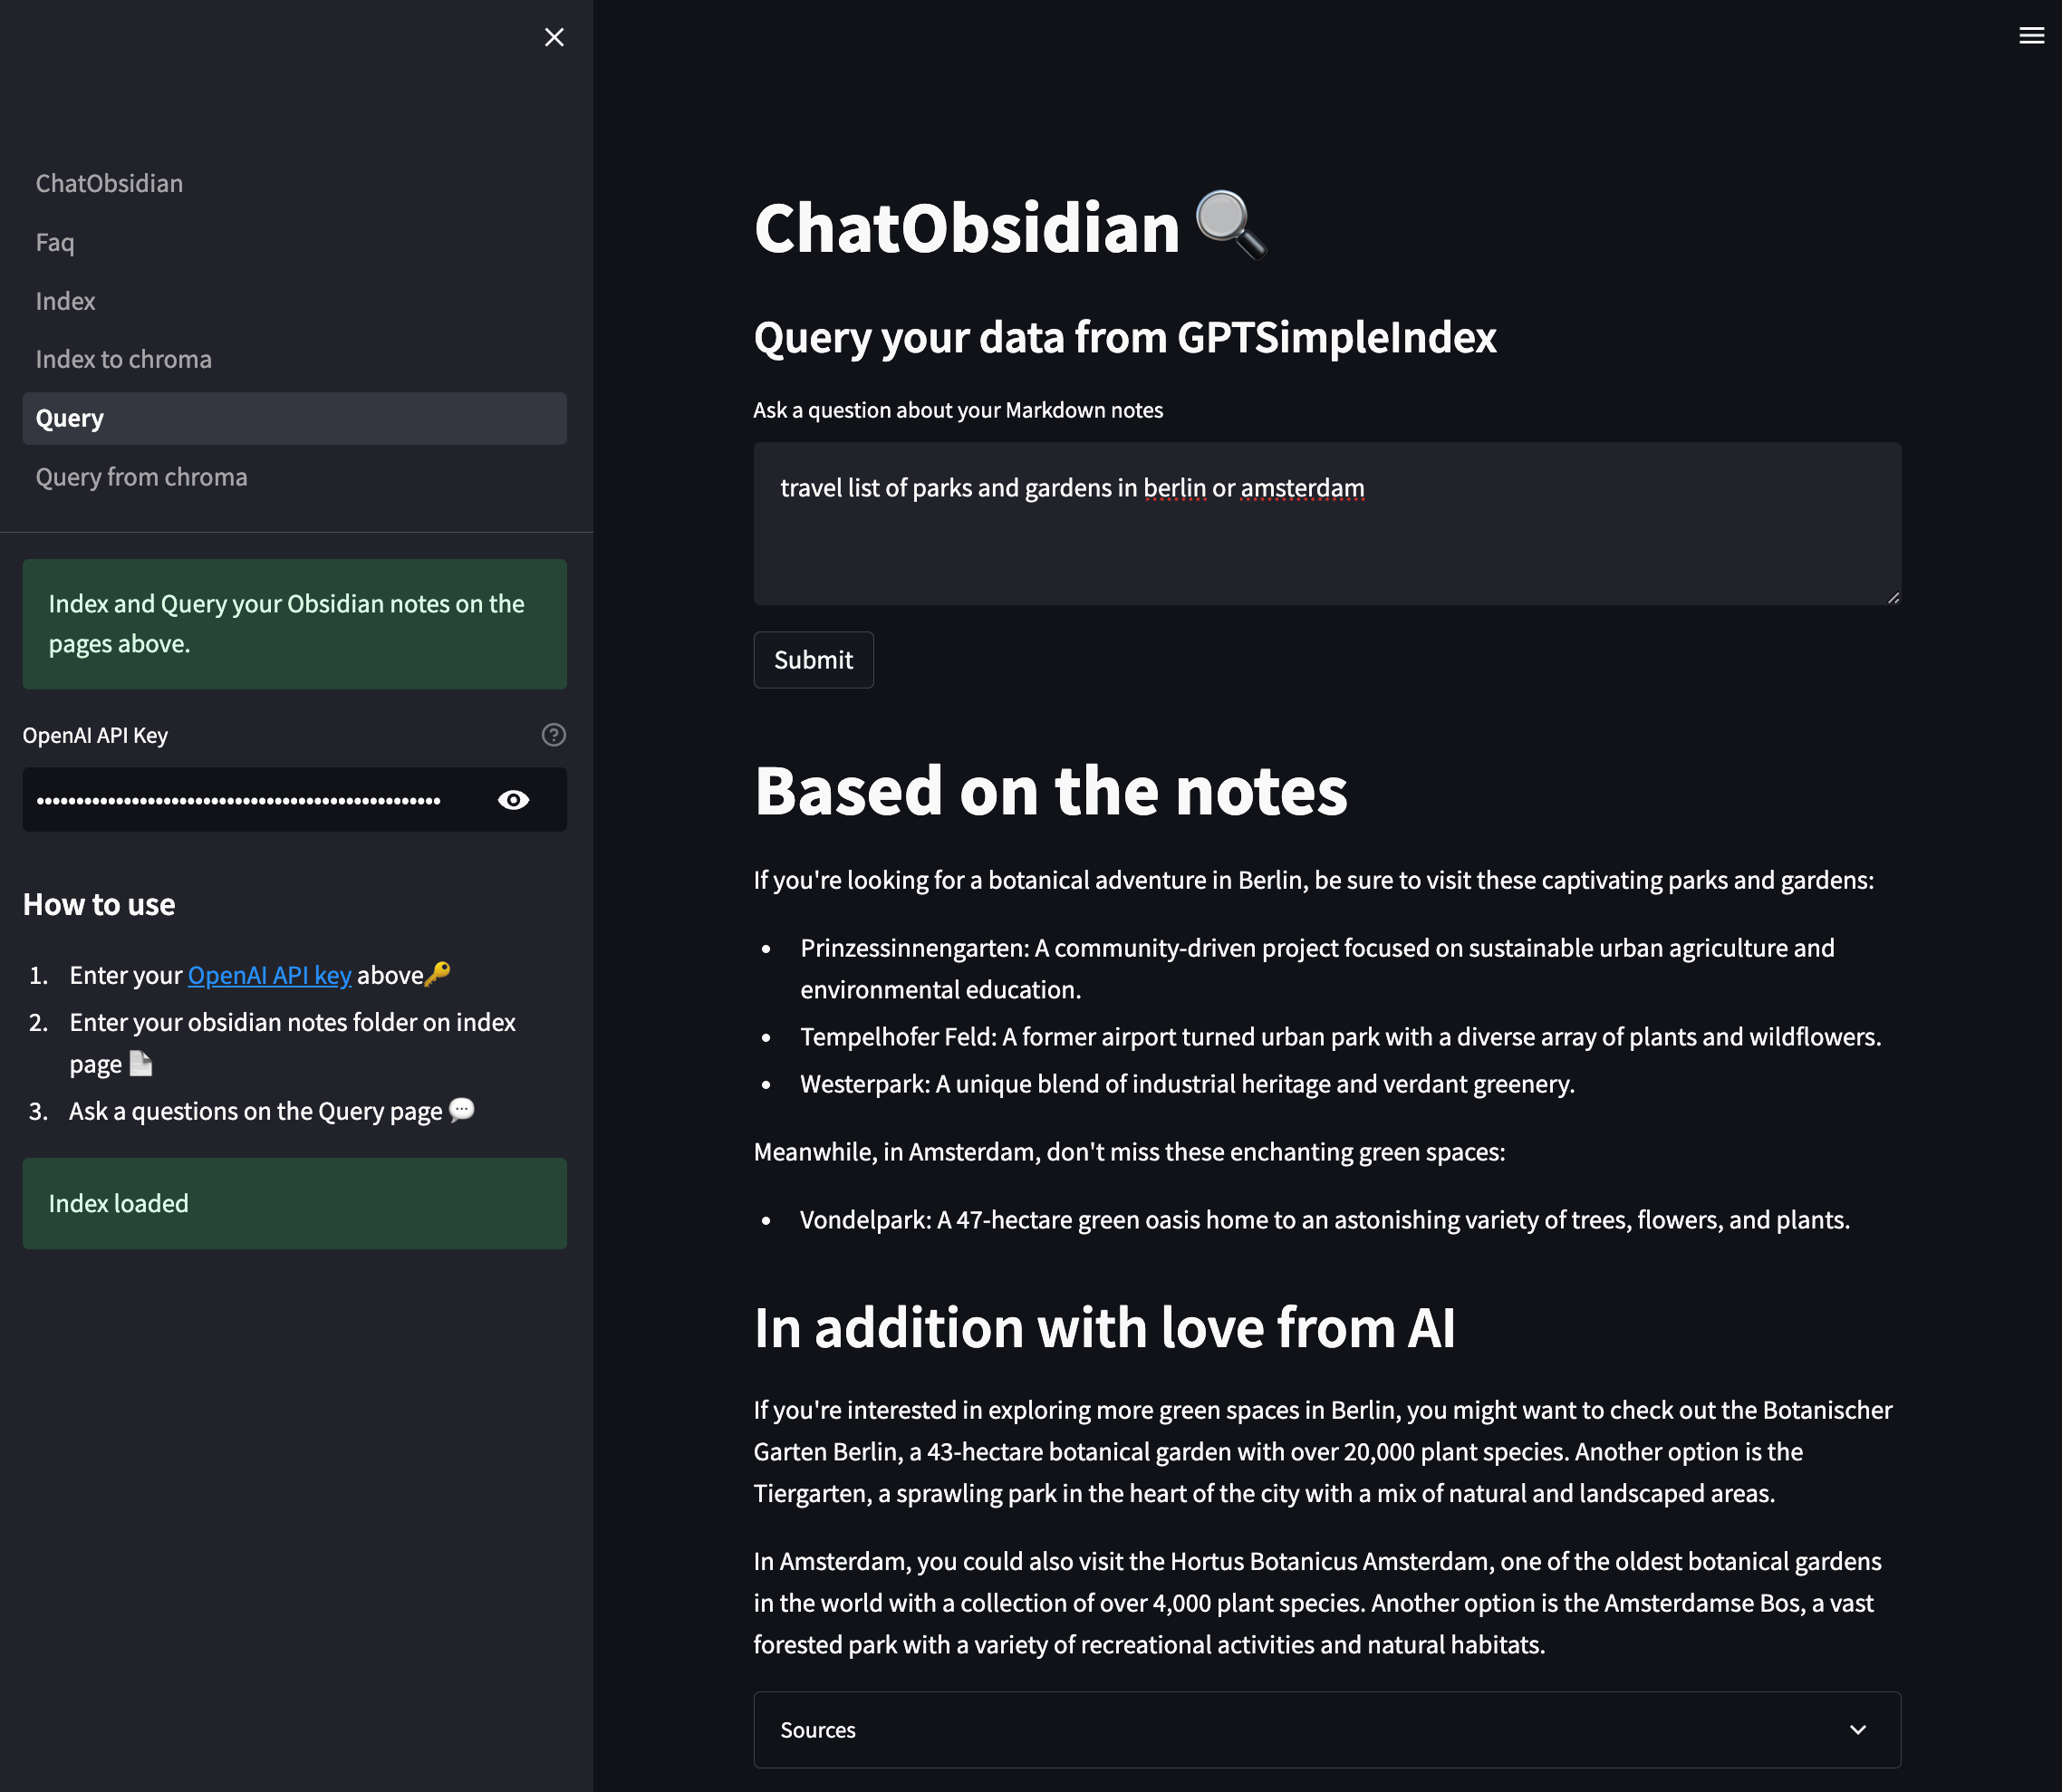 ChatObsidian
Faq
Index
Index to chroma
Query
Query from chroma
Index and Query your Obsidian notes on the
pages above.
OpenAI API Key
••••••••••••••••••••••••••••••••••••••••••••••••••
How to use
1. Enter your OpenAI API key above🔑
2. Enter your obsidian notes folder on index
page 📄
3. Ask a questions on the Query page 💬
Index loaded
ChatObsidian 🔍
Query your data from GPTSimpleIndex
Ask a question about your Markdown notes
travel list of parks and gardens in berlin or amsterdam
Submit
Based on the notes
If you're looking for a botanical adventure in Berlin, be sure to visit these captivating parks and gardens:
• Prinzessinnengarten: A community-driven project focused on sustainable urban agriculture and
environmental education.
• Tempelhofer Feld: A former airport turned urban park with a diverse array of plants and wildflowers.
• Westerpark: A unique blend of industrial heritage and verdant greenery.
Meanwhile, in Amsterdam, don't miss these enchanting green spaces:
• Vondelpark: A 47-hectare green oasis home to an astonishing variety of trees, flowers, and plants.
In addition with love from AI
If you're interested in exploring more green spaces in Berlin, you might want to check out the Botanischer
Garten Berlin, a 43-hectare botanical garden with over 20,000 plant species. Another option is the
Tiergarten, a sprawling park in the heart of the city with a mix of natural and landscaped areas.
In Amsterdam, you could also visit the Hortus Botanicus Amsterdam, one of the oldest botanical gardens
in the world with a collection of over 4,000 plant species. Another option is the Amsterdamse Bos, a vast
forested park with a variety of recreational activities and natural habitats.
Sources